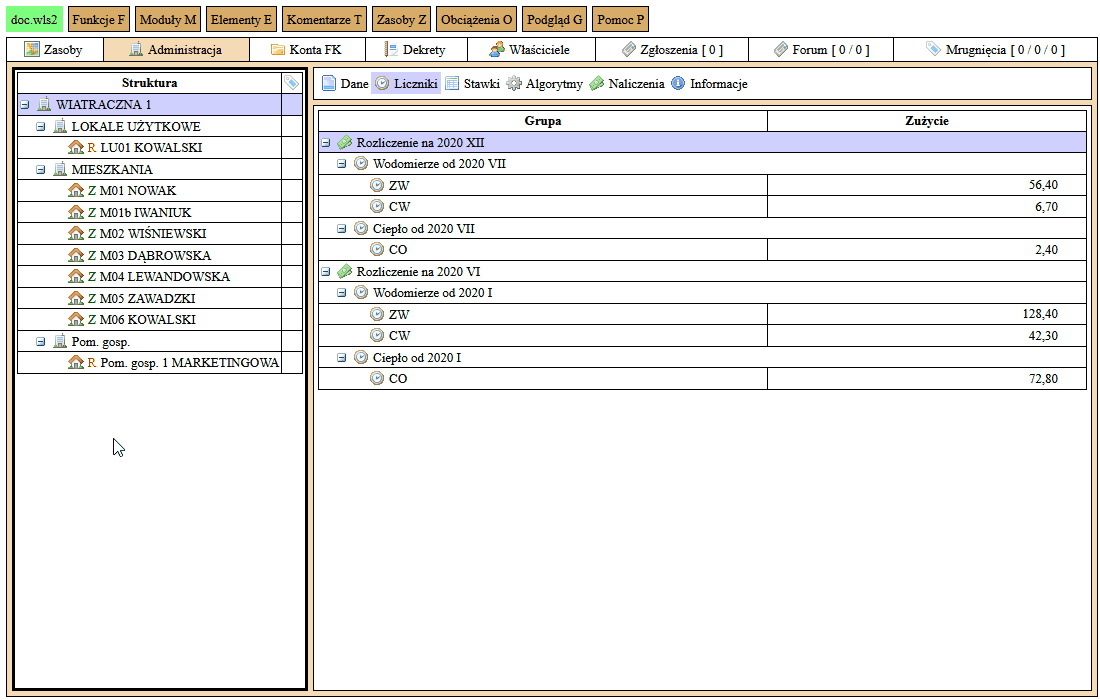 doc.wls2 Funkcje F Moduły M Elementy E Komentarze T Zasoby Z Obciążenia O Podgląd G Pomoc P
Zasoby Administracja Konta FK Dekrety Właściciele Zgłoszenia [ 0 ] Forum [ 0 / 0 ] Mrugnięcia [ 0 / 0 / 0 ]
Struktura
WIATRACZNA 1
LOKALE UŻYTKOWE
R LU01 KOWALSKI
MIESZKANIA
Z M01 NOWAK
Z M01b IWANIUK
Z M02 WIŚNIEWSKI
Z M03 DĄBROWSKA
Z M04 LEWANDOWSKA
Z M05 ZAWADZKI
Z M06 KOWALSKI
Pom. gosp.
R Pom. gosp. 1 MARKETINGOWA
Dane Liczniki Stawki Algorytmy Naliczenia Informacje
Grupa Zużycie
Rozliczenie na 2020 XII
Wodomierze od 2020 VII
ZW 56,40
CW 6,70
Ciepło od 2020 VII
CO 2,40
Rozliczenie na 2020 VI
Wodomierze od 2020 I
ZW 128,40
CW 42,30
Ciepło od 2020 I
CO 72,80